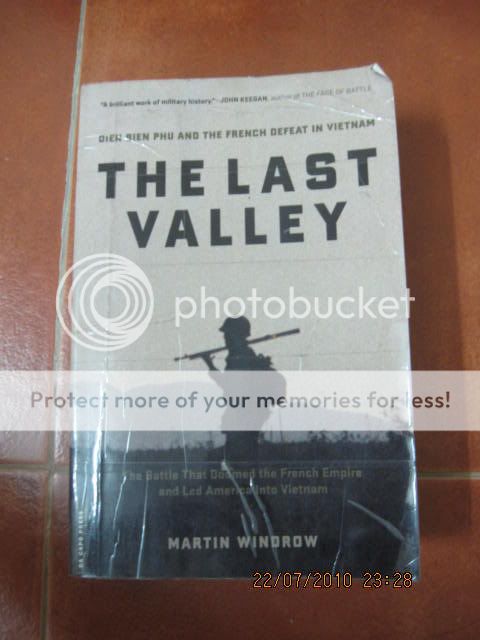 "A brilliant work of military history." -JOHN KEEGAN, author of THE FACE OF BATTLE
DIEN BIEN PHU AND THE FRENCH DEFEAT IN VIETNAM
THE LAST
VALLEY
photobucket
Protect more of your memories for less!
The Battle That Doomed the French Empire
and Led America Into Vietnam
MARTIN WINDROW
DA CAPO PRESS
22/07/2010 23:28